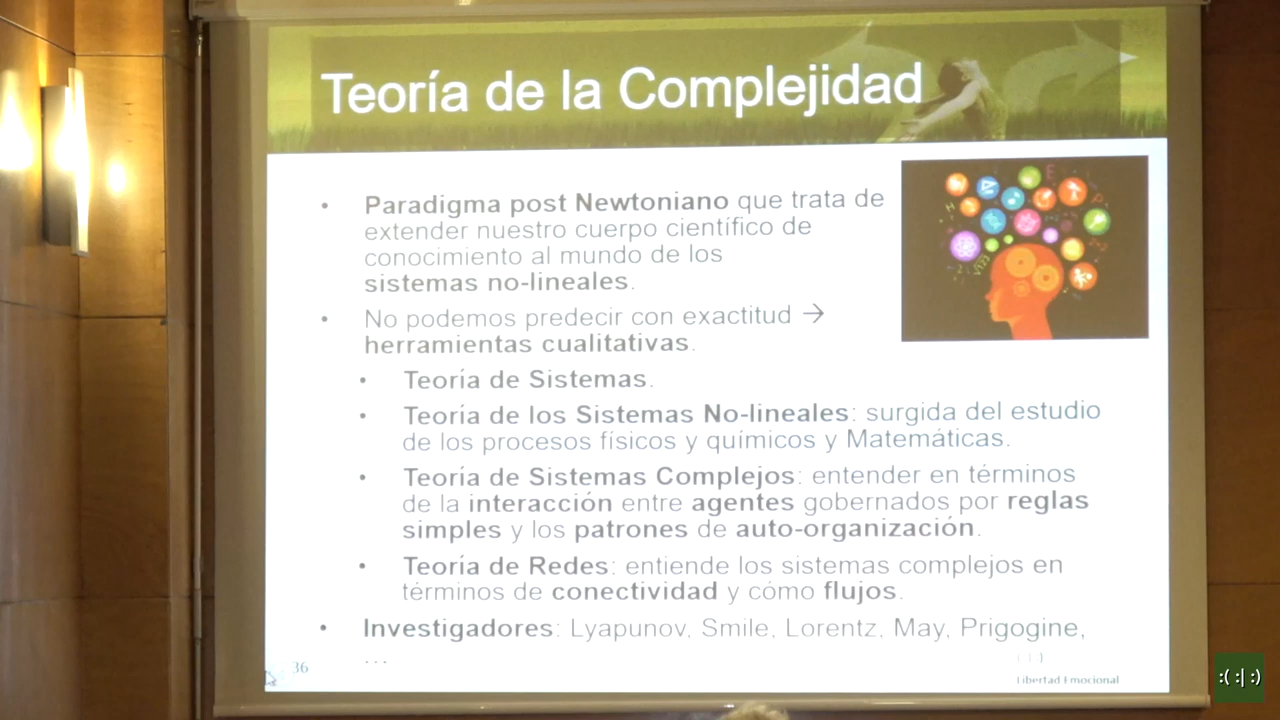 Teoría de la Complejidad
• Paradigma post Newtoniano que trata de
extender nuestro cuerpo científico de
conocimiento al mundo de los
sistemas no-lineales.
• No podemos predecir con exactitud →
herramientas cualitativas.
• Teoría de Sistemas.
• Teoría de los Sistemas No-lineales: surgida del estudio
de los procesos físicos y químicos y Matemáticas.
• Teoría de Sistemas Complejos: entender en términos
de la interacción entre agentes gobernados por reglas
simples y los patrones de auto-organización.
• Teoría de Redes: entiende los sistemas complejos en
términos de conectividad y cómo flujos.
• Investigadores: Lyapunov, Smile, Lorentz, May, Prigogine,
...
36
Libertad Emocional
:( :| :)